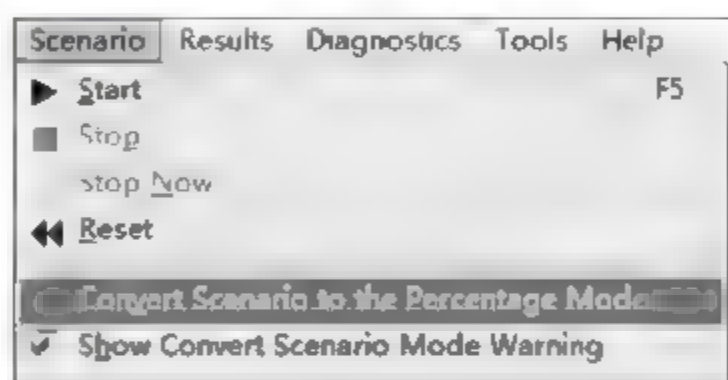 Scenario Results Diagnostics Tools Help
Start F5
Stop
Stop Now
Reset
Convert Scenario to the Percentage Mode
Show Convert Scenario Mode Warning